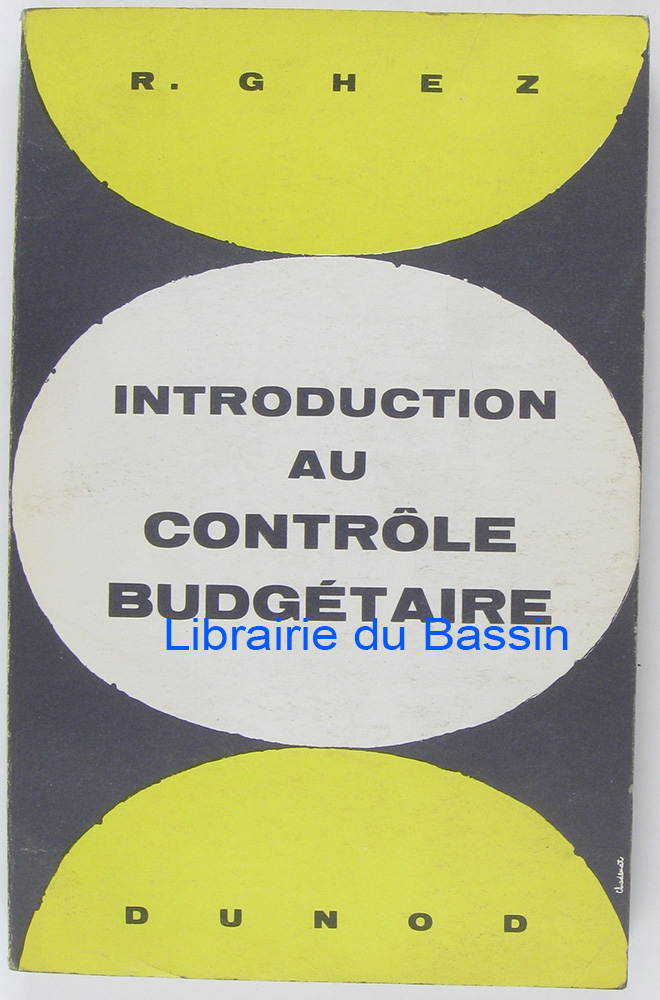 R. GHEZ
INTRODUCTION
AU
CONTRÔLE
BUDGÉTAIRE
Librairie du Bassin
DUNOD